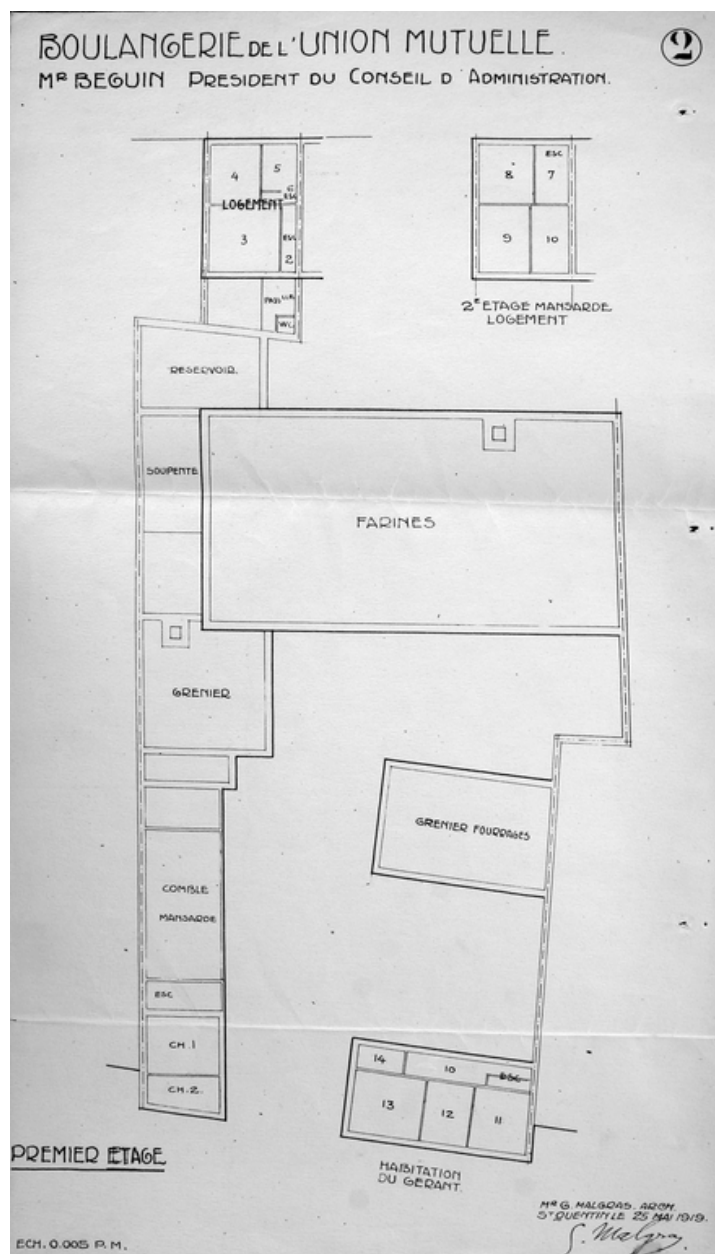 BOULANGERIE DE L'UNION MUTUELLE.
2
MR BEGUIN PRESIDENT DU CONSEIL D'ADMINISTRATION.
4
5
6
ESC
LOGEMENT
3
ESC
2
ESC
8
7
9
10
2E ETAGE MANSARDE
LOGEMENT
WC
RESERVOIR.
SOUPENTE
FARINES
GRENIER
GRENIER FOURRAGES
COMBLE
MANSARDE
ESC
CH.1
CH.2.
14
10
ESC
13
12
11
PREMIER ETAGE
HABITATION
DU GERANT.
MR G. MALGRAS. ARCH.
ST QUENTIN LE 25 MAI 1919.
G. Malgras
ECH. 0.005 P. M.